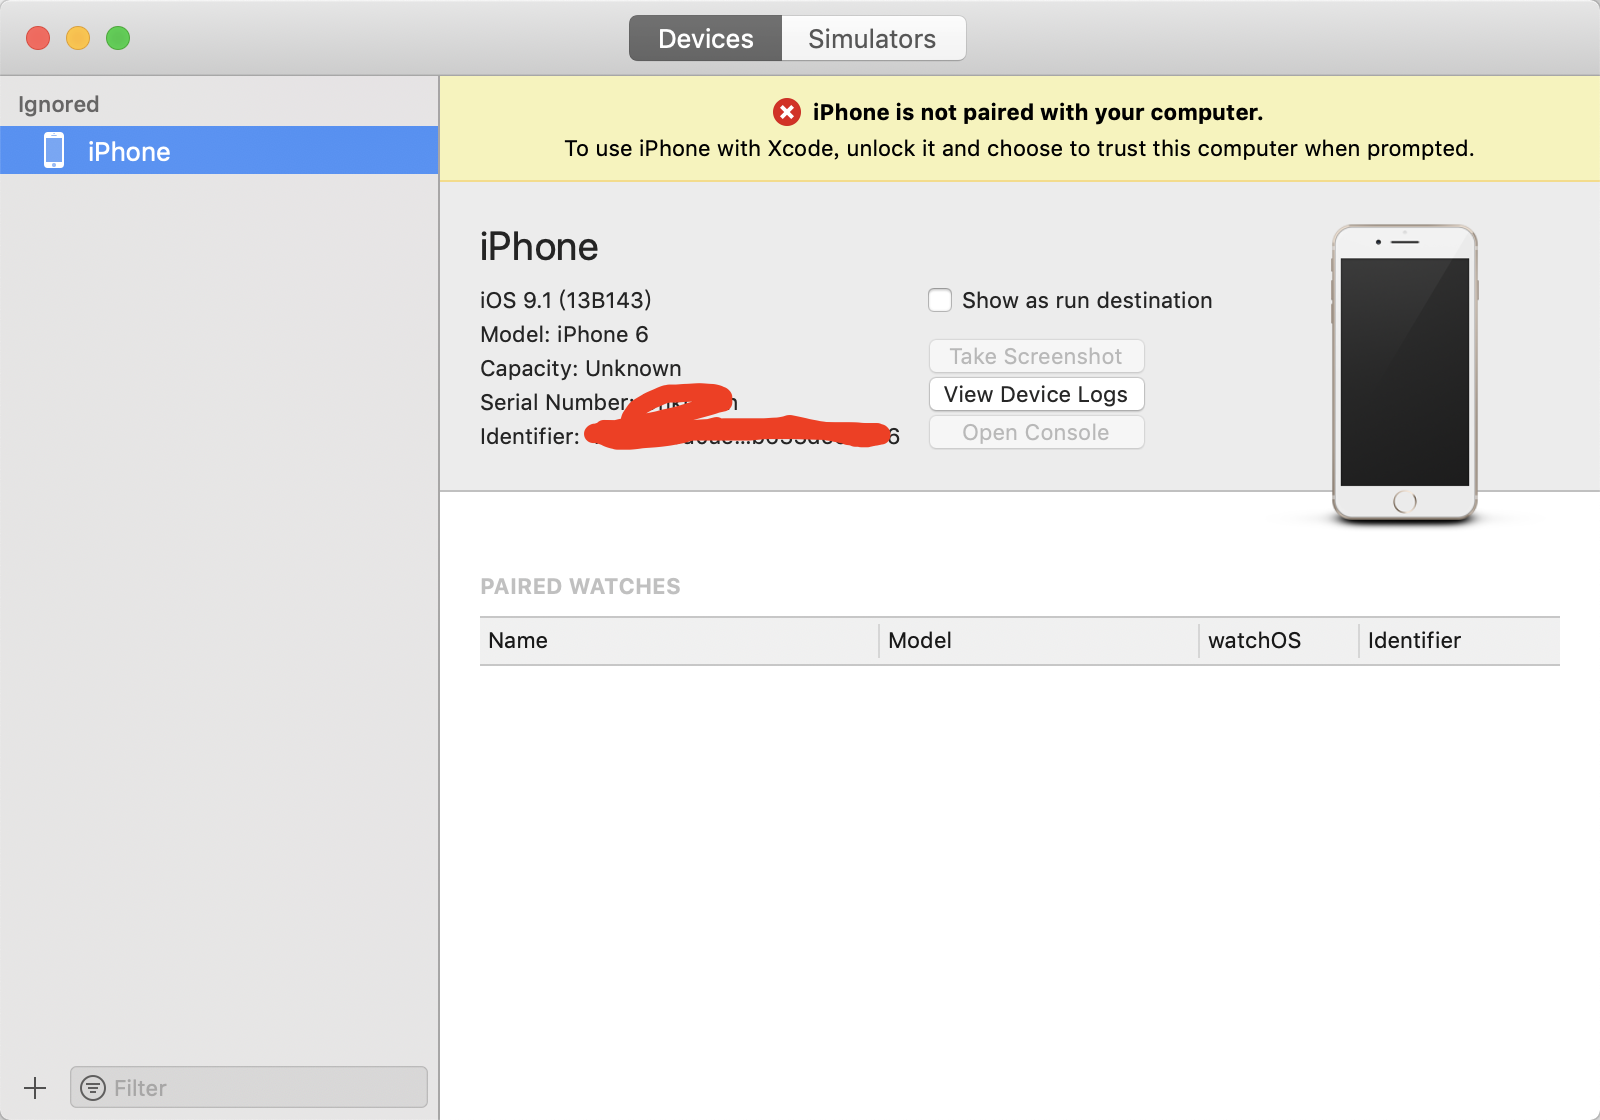 Devices
Simulators
Ignored
iPhone
iPhone is not paired with your computer.
To use iPhone with Xcode, unlock it and choose to trust this computer when prompted.
iPhone
iOS 9.1 (13B143)
Model: iPhone 6
Capacity: Unknown
Serial Number:
Identifier:
Show as run destination
Take Screenshot
View Device Logs
Open Console
PAIRED WATCHES
Name
Model
watchOS
Identifier
Filter